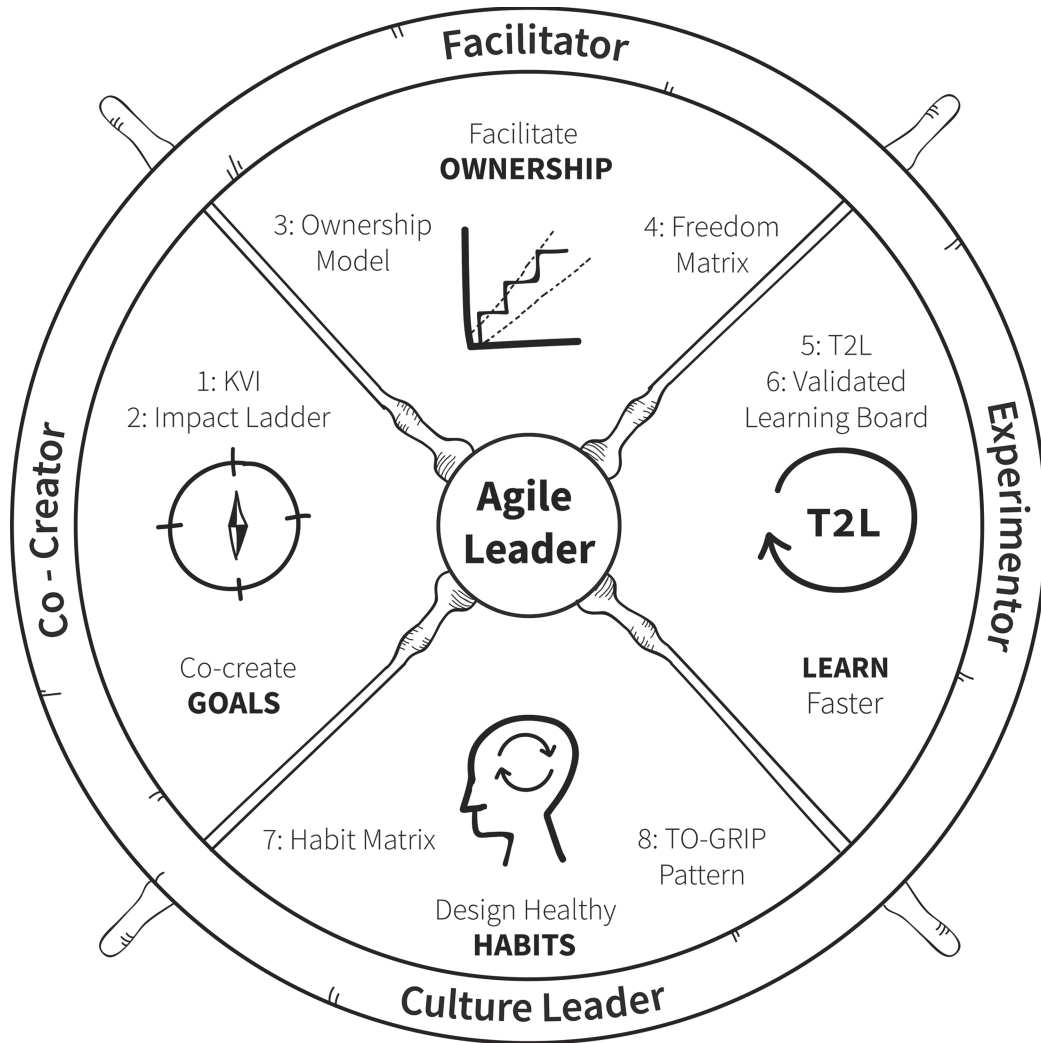 Facilitator
Facilitate
OWNERSHIP
3: Ownership
Model
4: Freedom
Matrix
Co - Creator
1: KVI
2: Impact Ladder
Co-create
GOALS
Agile
Leader
5: T2L
6: Validated
Learning Board
T2L
LEARN
Faster
Experimentor
7: Habit Matrix
8: TO-GRIP
Pattern
Design Healthy
HABITS
Culture Leader